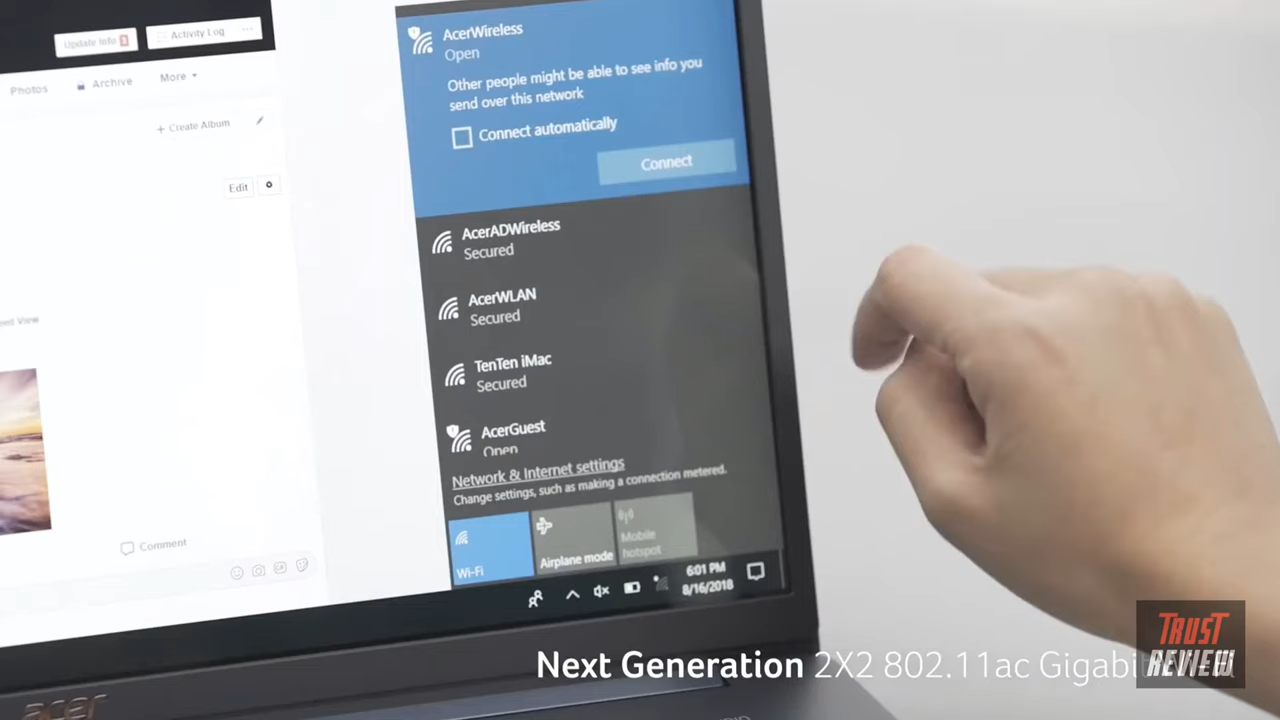 Update Info 3
Activity Log ...
Photos
Archive
More
+ Create Album
Edit
View
Comment
AcerWireless
Open
Other people might be able to see info you
send over this network
Connect automatically
Connect
AcerADWireless
Secured
AcerWLAN
Secured
TenTen iMac
Secured
AcerGuest
Open
Network & Internet settings
Change settings, such as making a connection metered.
Wi-Fi
Airplane mode
Mobile
hotspot
6:01 PM
8/16/2018
acer
Next Generation 2X2 802.11ac
TRUST
REVIEW